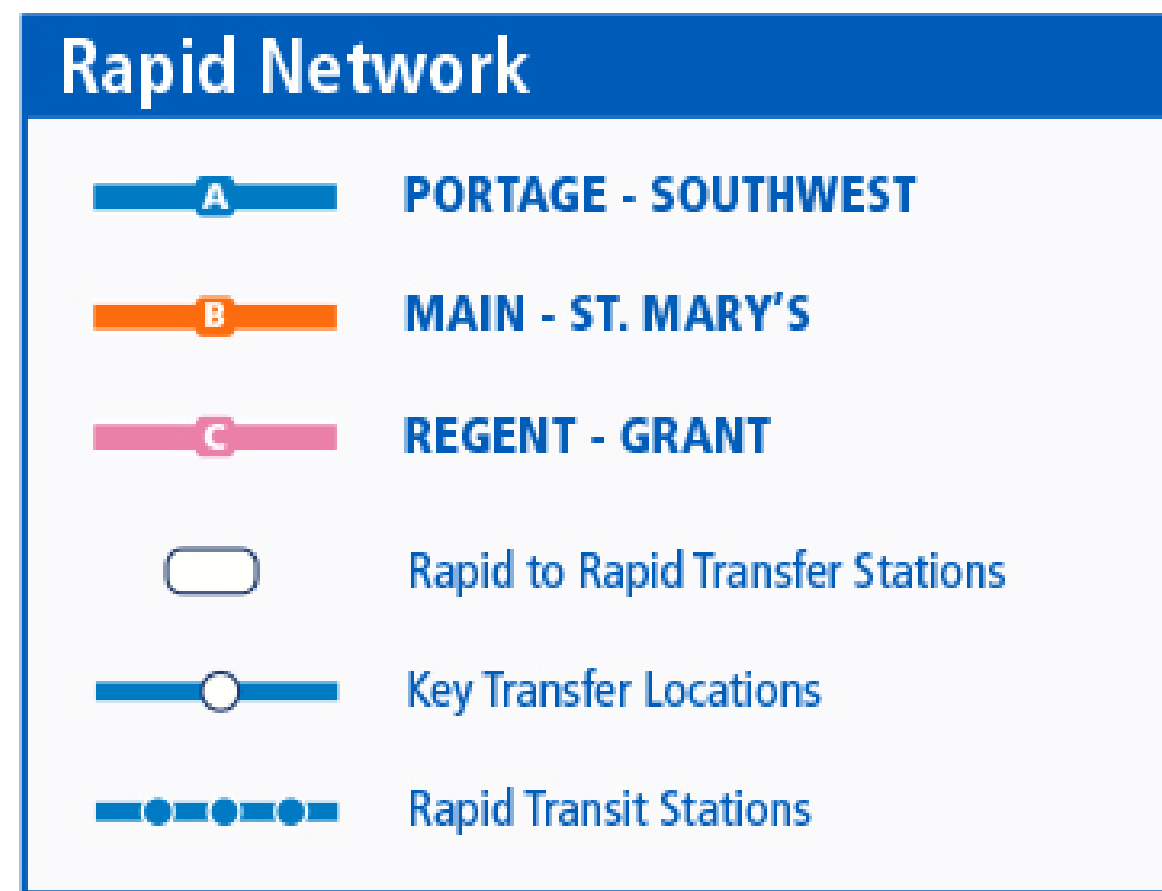 Rapid Network
A PORTAGE - SOUTHWEST
B MAIN - ST. MARY'S
C REGENT - GRANT
Rapid to Rapid Transfer Stations
Key Transfer Locations
Rapid Transit Stations